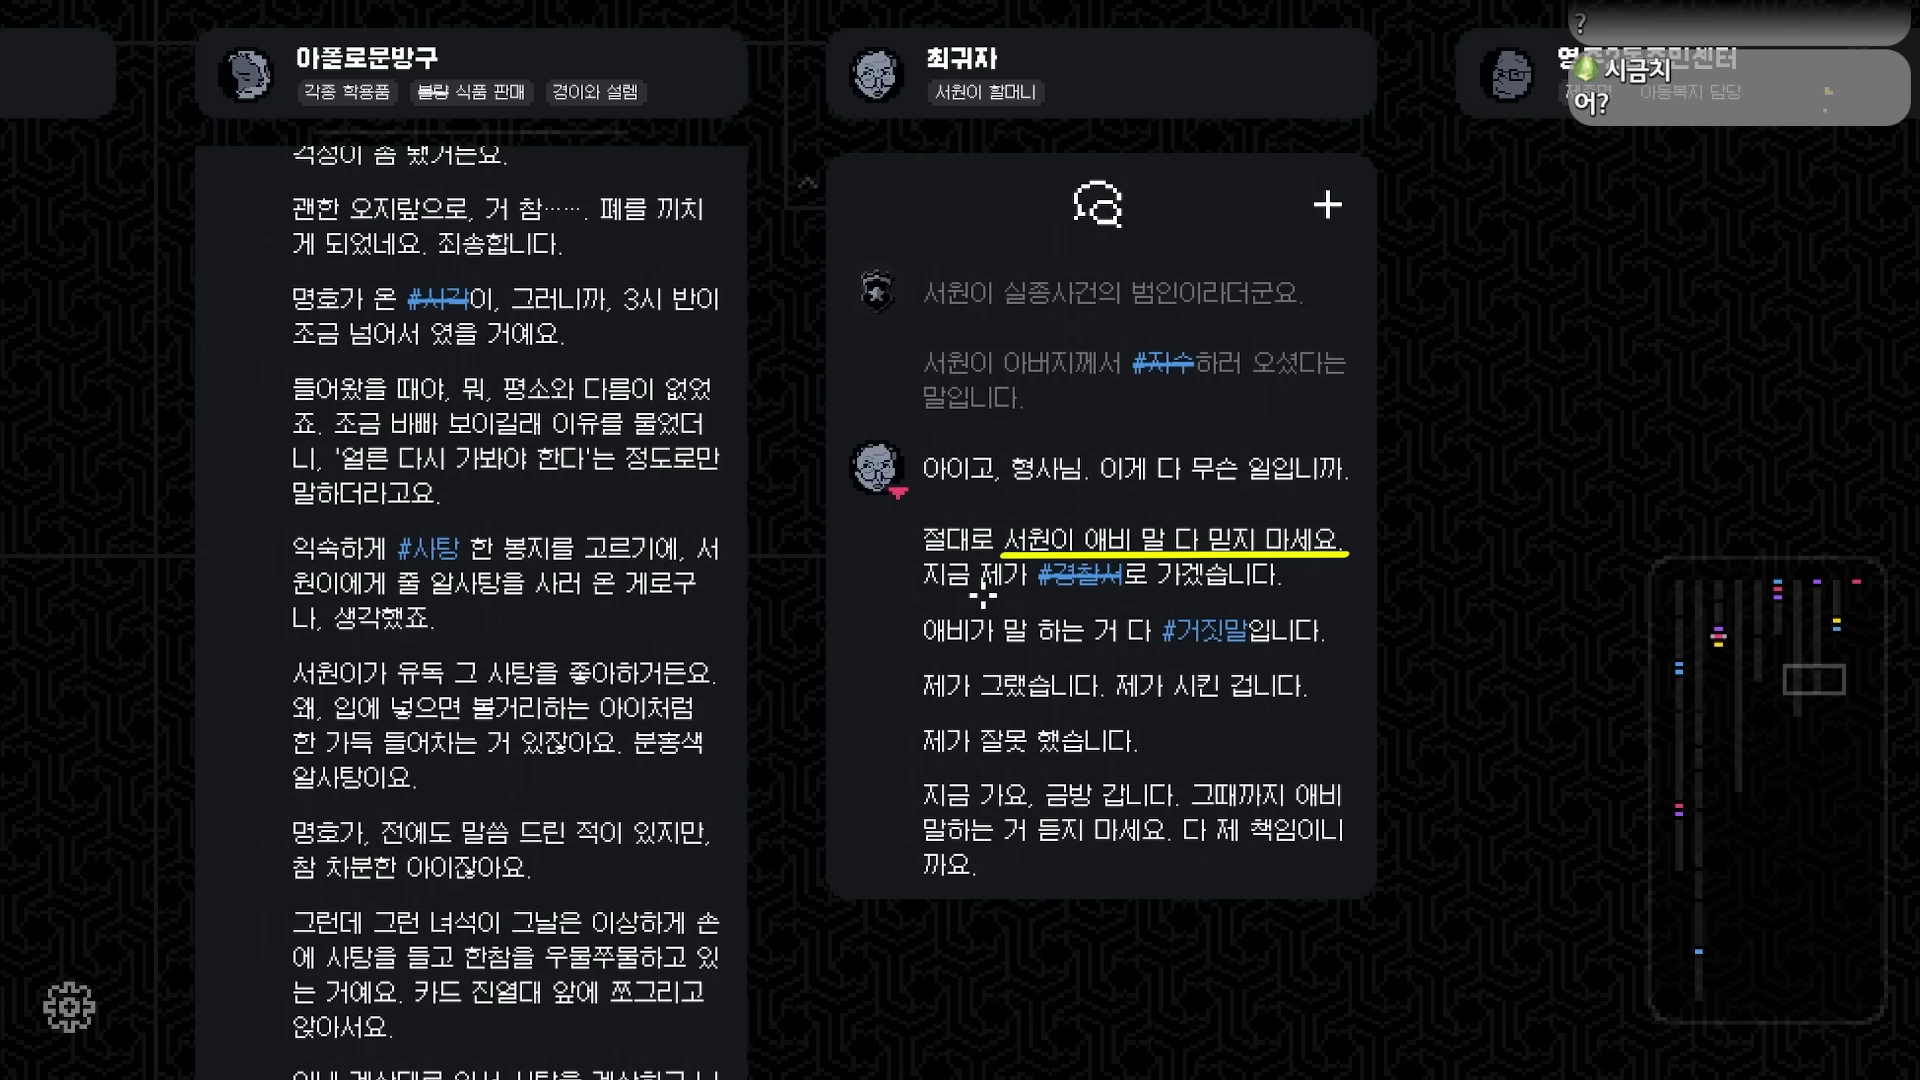 아폴로문방구
각종 학용품 불량 식품 판매 경이와 설렘
걱정이 좀 됐거든요.
괜한 오지랖으로, 거 참……. 폐를 끼치
게 되었네요. 죄송합니다.
명호가 온 #시각이, 그러니까, 3시 반이
조금 넘어서 였을 거예요.
들어왔을 때야, 뭐, 평소와 다름이 없었
죠. 조금 바빠 보이길래 이유를 물었더
니, '얼른 다시 가봐야 한다'는 정도로만
말하더라고요.
익숙하게 #사탕 한 봉지를 고르기에, 서
원이에게 줄 알사탕을 사러 온 게로구
나, 생각했죠.
서원이가 유독 그 사탕을 좋아하거든요.
왜, 입에 넣으면 볼거리하는 아이처럼
한 가득 들어차는 거 있잖아요. 분홍색
알사탕이요.
명호가, 전에도 말씀 드린 적이 있지만,
참 차분한 아이잖아요.
그런데 그런 녀석이 그날은 이상하게 손
에 사탕을 들고 한참을 우물쭈물하고 있
는 거예요. 카드 진열대 앞에 쪼그리고
앉아서요.
최귀자
서원이 할머니
서원이 실종사건의 범인이라더군요.
서원이 아버지께서 #자수하러 오셨다는
말입니다.
아이고, 형사님. 이게 다 무슨 일입니까.
절대로 서원이 애비 말 다 믿지 마세요.
지금 제가 #경찰서로 가겠습니다.
애비가 말 하는 거 다 #거짓말입니다.
제가 그랬습니다. 제가 시킨 겁니다.
제가 잘못 했습니다.
지금 가요, 금방 갑니다. 그때까지 애비
말하는 거 듣지 마세요. 다 제 책임이니
까요.
?
시금치
어?
아동복지 담당